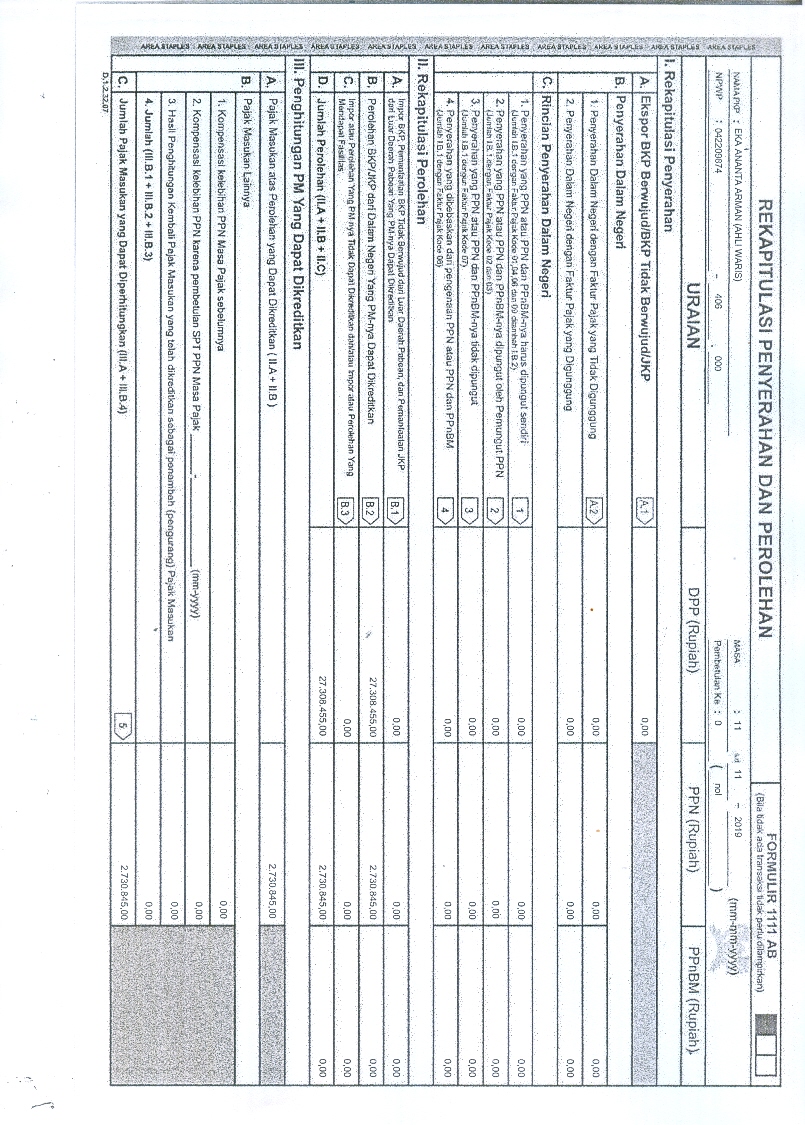 REKAPITULASI PENYERAHAN DAN PEROLEHAN
FORMULIR 1111 AB
(Bila tidak ada transaksi tidak perlu dilampirkan)
NAMA PKP : EKA ANANTA ARMAN (AHLI WARIS)
NPWP : 042209874 - 406 . 000
MASA : 11 s.d 11 - 2019 (mm-mm-yyyy)
Pembetulan Ke : 0 ( nol )
URAIAN DPP (Rupiah) PPN (Rupiah) PPnBM (Rupiah)
I. Rekapitulasi Penyerahan
A. Ekspor BKP Berwujud/BKP Tidak Berwujud/JKP A.1 0,00
B. Penyerahan Dalam Negeri
1. Penyerahan Dalam Negeri dengan Faktur Pajak yang Tidak Digunggung A.2 0,00 0,00 0,00
2. Penyerahan Dalam Negeri dengan Faktur Pajak yang Digunggung 0,00 0,00 0,00
C. Rincian Penyerahan Dalam Negeri
1. Penyerahan yang PPN atau PPN dan PPnBM-nya harus dipungut sendiri
(Jumlah I.B.1 dengan Faktur Pajak Kode 01,04,06 dan 09 ditambah I.B.2) 1 0,00 0,00 0,00
2. Penyerahan yang PPN atau PPN dan PPnBM-nya dipungut oleh Pemungut PPN
(Jumlah I.B.1 dengan Faktur Pajak Kode 02 dan 03) 2 0,00 0,00 0,00
3. Penyerahan yang PPN atau PPN dan PPnBM-nya tidak dipungut
(Jumlah I.B.1 dengan Faktur Pajak Kode 07) 3 0,00 0,00 0,00
4. Penyerahan yang dibebaskan dari pengenaan PPN atau PPN dan PPnBM
(Jumlah I.B.1 dengan Faktur Pajak Kode 08) 4 0,00 0,00 0,00
II. Rekapitulasi Perolehan
A. Impor BKP, Pemanfaatan BKP Tidak Berwujud dari Luar Daerah Pabean, dan Pemanfaatan JKP
dari Luar Daerah Pabean Yang PM-nya Dapat Dikreditkan B.1 0,00 0,00 0,00
B. Perolehan BKP/JKP dari Dalam Negeri Yang PM-nya Dapat Dikreditkan B.2 27.308.455,00 2.730.845,00 0,00
C. Impor atau Perolehan Yang PM-nya Tidak Dapat Dikreditkan dan/atau Impor atau Perolehan Yang
Mendapat Fasilitas B.3 0,00 0,00 0,00
D. Jumlah Perolehan (II.A + II.B + II.C) 27.308.455,00 2.730.845,00 0,00
III. Penghitungan PM Yang Dapat Dikreditkan
A. Pajak Masukan atas Perolehan yang Dapat Dikreditkan ( II.A + II.B ) 2.730.845,00
B. Pajak Masukan Lainnya
1. Kompensasi kelebihan PPN Masa Pajak sebelumnya 0,00
2. Kompensasi kelebihan PPN karena pembetulan SPT PPN Masa Pajak - (mm-yyyy) 0,00
3. Hasil Penghitungan Kembali Pajak Masukan yang telah dikreditkan sebagai penambah (pengurang) Pajak Masukan 0,00
4. Jumlah (III.B.1 + III.B.2 + III.B.3) 0,00
C. Jumlah Pajak Masukan yang Dapat Diperhitungkan (III.A + III.B.4) 5 2.730.845,00
D.1.2.32.07
AREA STAPLES AREA STAPLES AREA STAPLES AREA STAPLES AREA STAPLES AREA STAPLES AREA STAPLES AREA STAPLES AREA STAPLES AREA STAPLES AREA STAPLES